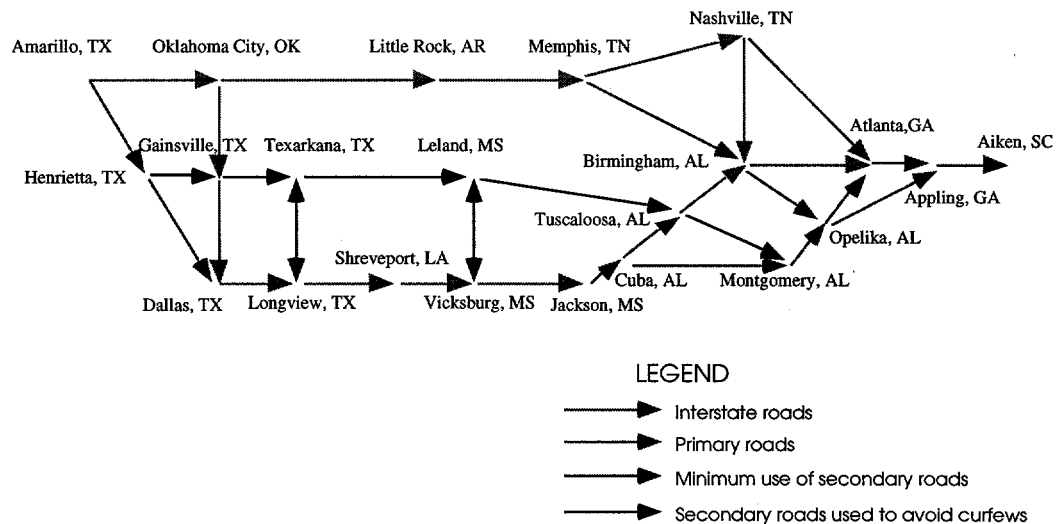 Nashville, TN
Amarillo, TX
Oklahoma City, OK
Little Rock, AR
Memphis, TN
Atlanta,GA
Aiken, SC
Gainsville, TX
Texarkana, TX
Leland, MS
Birmingham, AL
Henrietta, TX
Appling, GA
Tuscaloosa, AL
Opelika, AL
Shreveport, LA
Cuba, AL
Montgomery, AL
Dallas, TX
Longview, TX
Vicksburg, MS
Jackson, MS
LEGEND
Interstate roads
Primary roads
Minimum use of secondary roads
Secondary roads used to avoid curfews